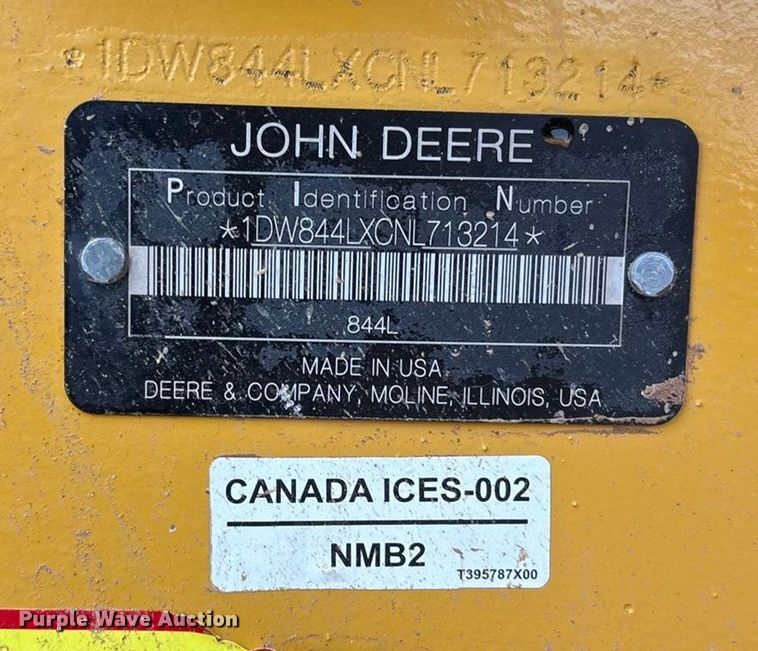 *1DW844LXCNL713214*
JOHN DEERE
Product Identification Number
*1DW844LXCNL713214*
844L
MADE IN USA
DEERE & COMPANY, MOLINE, ILLINOIS, USA
CANADA ICES-002
NMB2
T395787X00
Purple Wave Auction